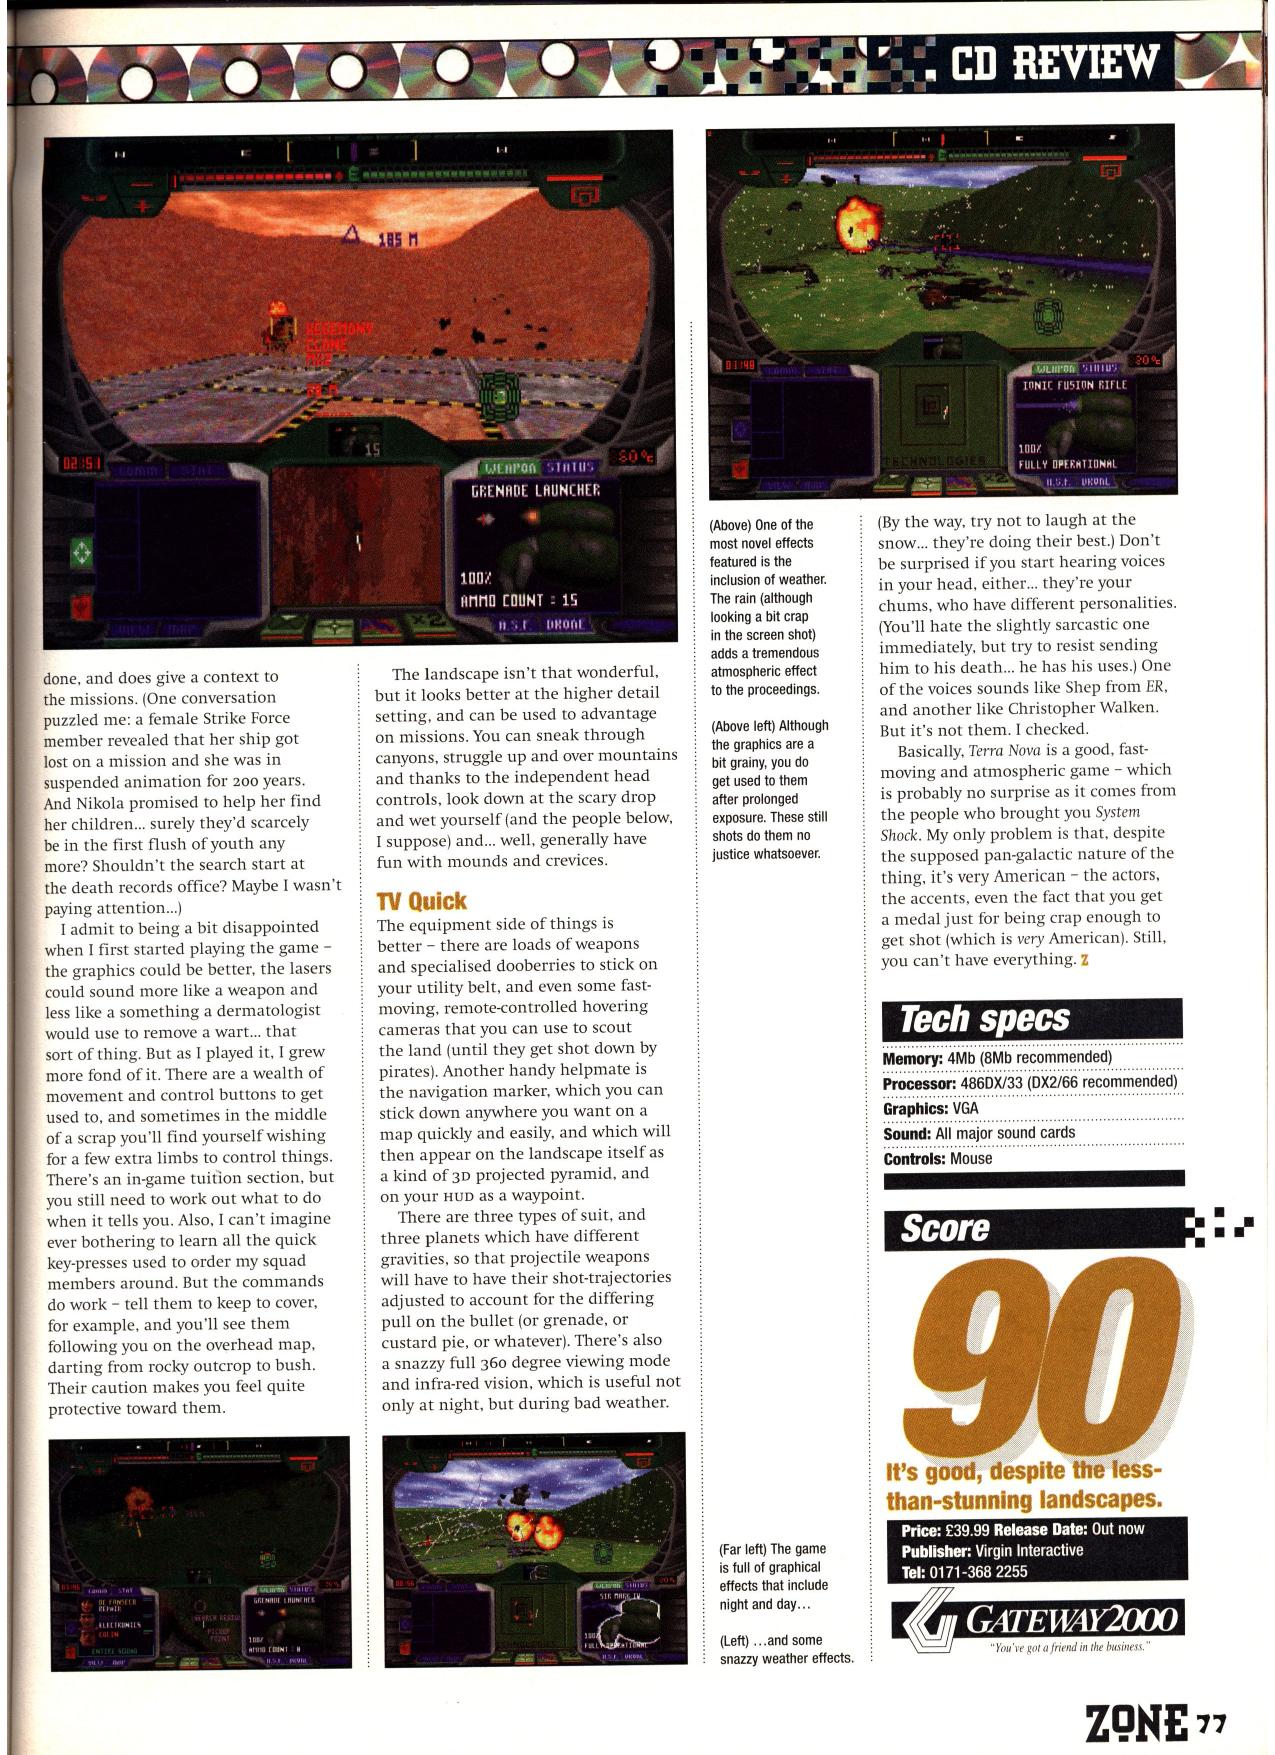 CD REVIEW
185 M
HEGEMONY
CLONE
02:51
15
WEAPON STATUS
60°C
GRENADE LAUNCHER
100%
AMMO COUNT : 15
X2
A.S.F. DRONE
01:48
WEAPON STATUS
20°C
IONIC FUSION RIFLE
100%
FULLY OPERATIONAL
TECHNOLOGIES
A.S.F. DRONE
done, and does give a context to
the missions. (One conversation
puzzled me: a female Strike Force
member revealed that her ship got
lost on a mission and she was in
suspended animation for 200 years.
And Nikola promised to help her find
her children... surely they'd scarcely
be in the first flush of youth any
more? Shouldn't the search start at
the death records office? Maybe I wasn't
paying attention...)
I admit to being a bit disappointed
when I first started playing the game –
the graphics could be better, the lasers
could sound more like a weapon and
less like a something a dermatologist
would use to remove a wart... that
sort of thing. But as I played it, I grew
more fond of it. There are a wealth of
movement and control buttons to get
used to, and sometimes in the middle
of a scrap you'll find yourself wishing
for a few extra limbs to control things.
There's an in-game tuition section, but
you still need to work out what to do
when it tells you. Also, I can't imagine
ever bothering to learn all the quick
key-presses used to order my squad
members around. But the commands
do work – tell them to keep to cover,
for example, and you'll see them
following you on the overhead map,
darting from rocky outcrop to bush.
Their caution makes you feel quite
protective toward them.
The landscape isn't that wonderful,
but it looks better at the higher detail
setting, and can be used to advantage
on missions. You can sneak through
canyons, struggle up and over mountains
and thanks to the independent head
controls, look down at the scary drop
and wet yourself (and the people below,
I suppose) and... well, generally have
fun with mounds and crevices.
TV Quick
The equipment side of things is
better – there are loads of weapons
and specialised dooberries to stick on
your utility belt, and even some fast-
moving, remote-controlled hovering
cameras that you can use to scout
the land (until they get shot down by
pirates). Another handy helpmate is
the navigation marker, which you can
stick down anywhere you want on a
map quickly and easily, and which will
then appear on the landscape itself as
a kind of 3D projected pyramid, and
on your HUD as a waypoint.
There are three types of suit, and
three planets which have different
gravities, so that projectile weapons
will have to have their shot-trajectories
adjusted to account for the differing
pull on the bullet (or grenade, or
custard pie, or whatever). There's also
a snazzy full 360 degree viewing mode
and infra-red vision, which is useful not
only at night, but during bad weather.
(Above) One of the
most novel effects
featured is the
inclusion of weather.
The rain (although
looking a bit crap
in the screen shot)
adds a tremendous
atmospheric effect
to the proceedings.
(Above left) Although
the graphics are a
bit grainy, you do
get used to them
after prolonged
exposure. These still
shots do them no
justice whatsoever.
(Far left) The game
is full of graphical
effects that include
night and day...
(Left) ...and some
snazzy weather effects.
(By the way, try not to laugh at the
snow... they're doing their best.) Don't
be surprised if you start hearing voices
in your head, either... they're your
chums, who have different personalities.
(You'll hate the slightly sarcastic one
immediately, but try to resist sending
him to his death... he has his uses.) One
of the voices sounds like Shep from ER,
and another like Christopher Walken.
But it's not them. I checked.
Basically, Terra Nova is a good, fast-
moving and atmospheric game – which
is probably no surprise as it comes from
the people who brought you System
Shock. My only problem is that, despite
the supposed pan-galactic nature of the
thing, it's very American – the actors,
the accents, even the fact that you get
a medal just for being crap enough to
get shot (which is very American). Still,
you can't have everything. Z
Tech specs
Memory: 4Mb (8Mb recommended)
Processor: 486DX/33 (DX2/66 recommended)
Graphics: VGA
Sound: All major sound cards
Controls: Mouse
Score
90
It's good, despite the less-
than-stunning landscapes.
Price: £39.99 Release Date: Out now
Publisher: Virgin Interactive
Tel: 0171-368 2255
GATEWAY2000
"You've got a friend in the business."
GRENADE LAUNCHER
ELECTRONICS
COLIN
ENTIRE SQUAD
PICKUP
POINT
100%
AMMO COUNT : 8
ZONE 77